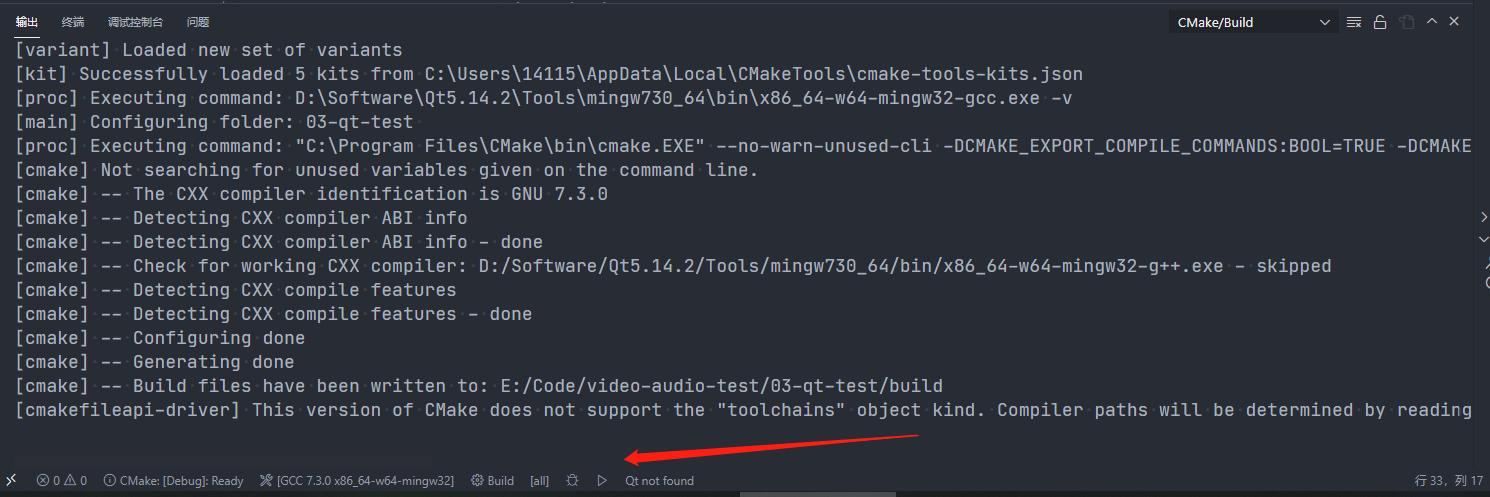 输出 终端 调试控制台 问题 CMake/Build
[variant] Loaded new set of variants
[kit] Successfully loaded 5 kits from C:\Users\14115\AppData\Local\CMakeTools\cmake-tools-kits.json
[proc] Executing command: D:\Software\Qt5.14.2\Tools\mingw730_64\bin\x86_64-w64-mingw32-gcc.exe -v
[main] Configuring folder: 03-qt-test
[proc] Executing command: "C:\Program Files\CMake\bin\cmake.EXE" --no-warn-unused-cli -DCMAKE_EXPORT_COMPILE_COMMANDS:BOOL=TRUE -DCMAKE
[cmake] Not searching for unused variables given on the command line.
[cmake] -- The CXX compiler identification is GNU 7.3.0
[cmake] -- Detecting CXX compiler ABI info
[cmake] -- Detecting CXX compiler ABI info - done
[cmake] -- Check for working CXX compiler: D:/Software/Qt5.14.2/Tools/mingw730_64/bin/x86_64-w64-mingw32-g++.exe - skipped
[cmake] -- Detecting CXX compile features
[cmake] -- Detecting CXX compile features - done
[cmake] -- Configuring done
[cmake] -- Generating done
[cmake] -- Build files have been written to: E:/Code/video-audio-test/03-qt-test/build
[cmakefileapi-driver] This version of CMake does not support the "toolchains" object kind. Compiler paths will be determined by reading
0 0 CMake: [Debug]: Ready [GCC 7.3.0 x86_64-w64-mingw32] Build [all] Qt not found 行 33，列 17